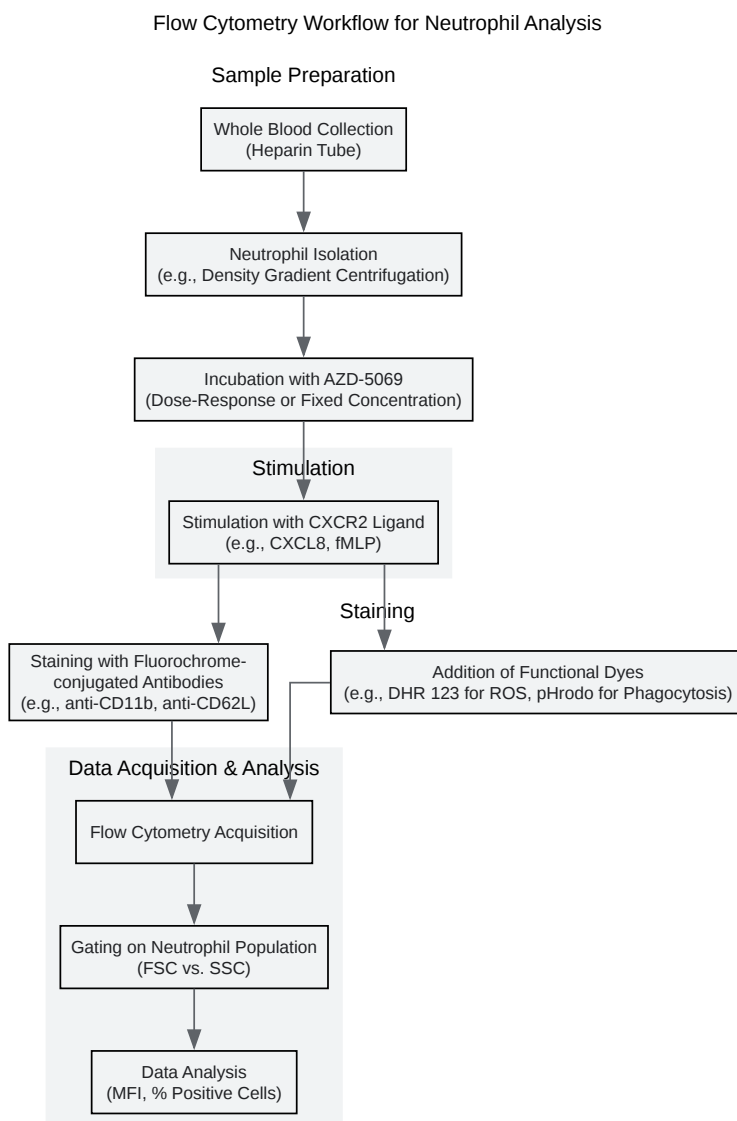 Flow Cytometry Workflow for Neutrophil Analysis
Sample Preparation
Whole Blood Collection
(Heparin Tube)
Neutrophil Isolation
(e.g., Density Gradient Centrifugation)
Incubation with AZD-5069
(Dose-Response or Fixed Concentration)
Stimulation
Stimulation with CXCR2 Ligand
(e.g., CXCL8, fMLP)
Staining
Staining with Fluorochrome-
conjugated Antibodies
(e.g., anti-CD11b, anti-CD62L)
Addition of Functional Dyes
(e.g., DHR 123 for ROS, pHrodo for Phagocytosis)
Data Acquisition & Analysis
Flow Cytometry Acquisition
Gating on Neutrophil Population
(FSC vs. SSC)
Data Analysis
(MFI, % Positive Cells)